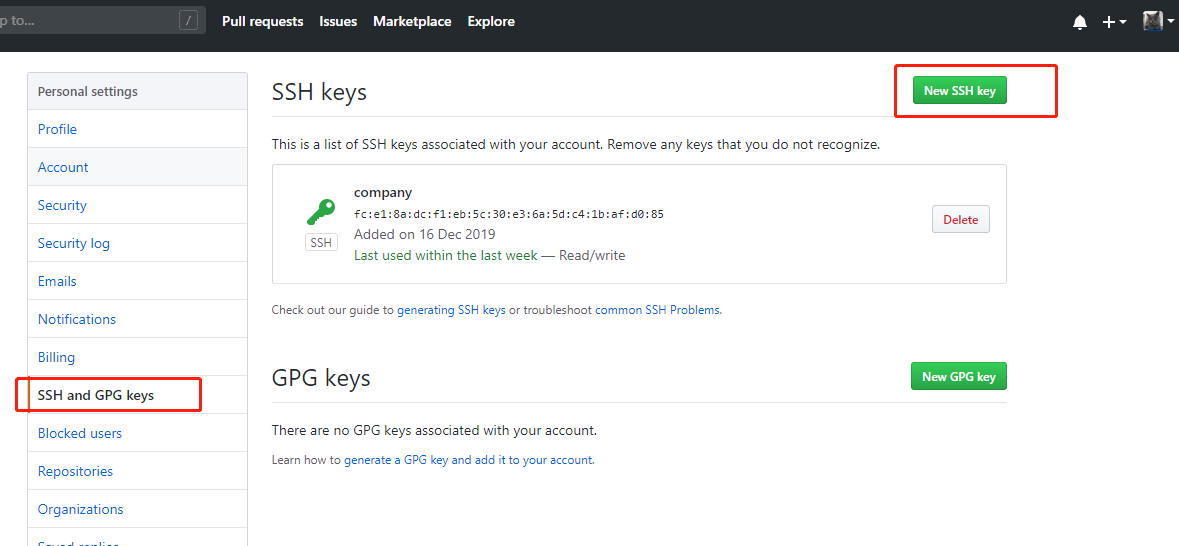 p to... /
Pull requests Issues Marketplace Explore
Personal settings
Profile
Account
Security
Security log
Emails
Notifications
Billing
SSH and GPG keys
Blocked users
Repositories
Organizations
Saved replies
SSH keys
New SSH key
This is a list of SSH keys associated with your account. Remove any keys that you do not recognize.
company
fc:e1:8a:dc:f1:eb:5c:30:e3:6a:5d:c4:1b:af:d0:85
SSH
Added on 16 Dec 2019
Last used within the last week — Read/write
Delete
Check out our guide to generating SSH keys or troubleshoot common SSH Problems.
GPG keys
New GPG key
There are no GPG keys associated with your account.
Learn how to generate a GPG key and add it to your account.